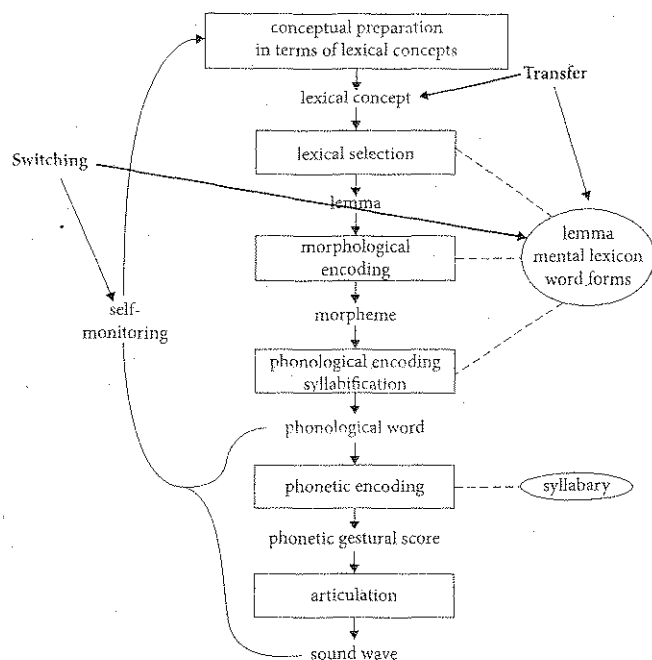 conceptual preparation
in terms of lexical concepts
Transfer
lexical concept
lexical selection
Switching
lemma
lemma
mental lexicon
word forms
morphological
encoding
self-
monitoring
morpheme
phonological encoding
syllabification
phonological word
phonetic encoding
syllabary
phonetic gestural score
articulation
sound wave